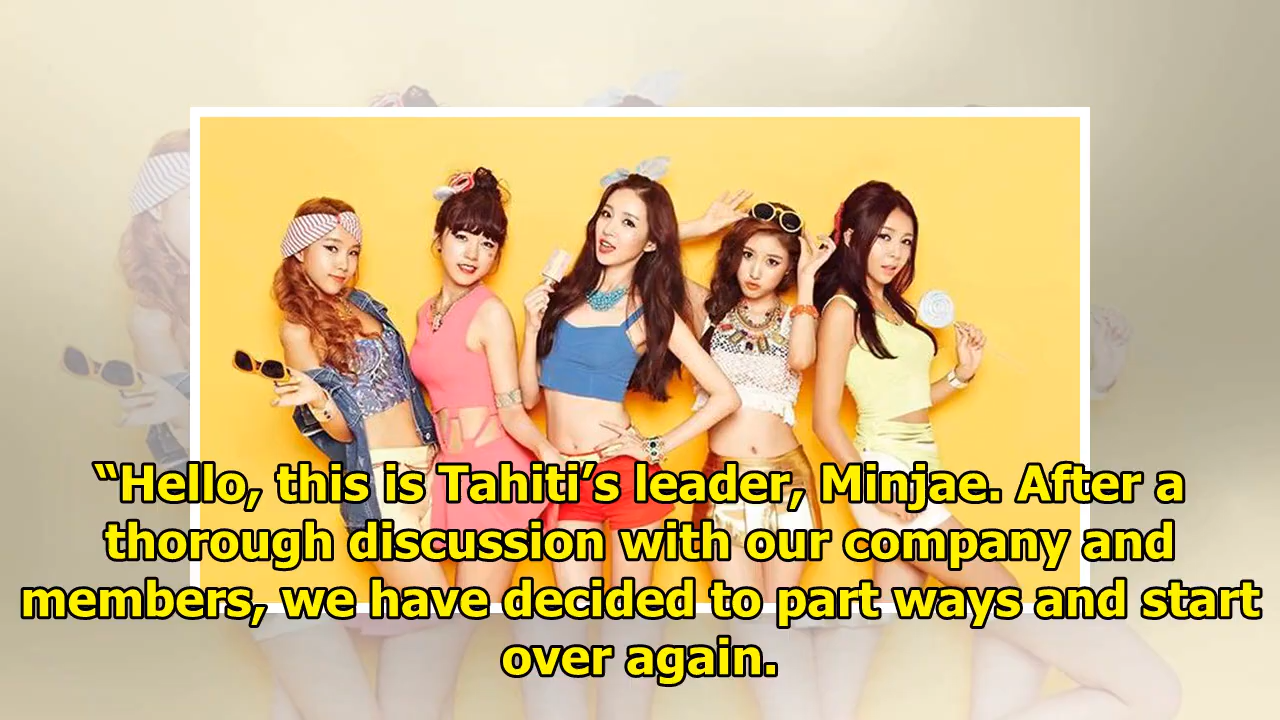 “Hello, this is Tahiti’s leader, Minjae. After a
thorough discussion with our company and
members, we have decided to part ways and start
over again.